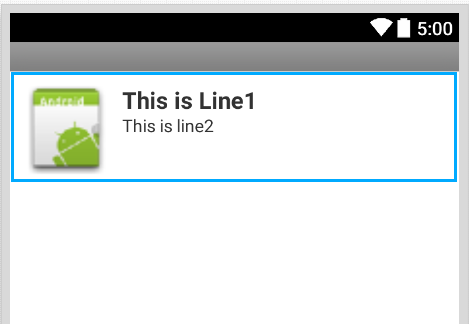 5:00
Android
This is Line1
This is line2